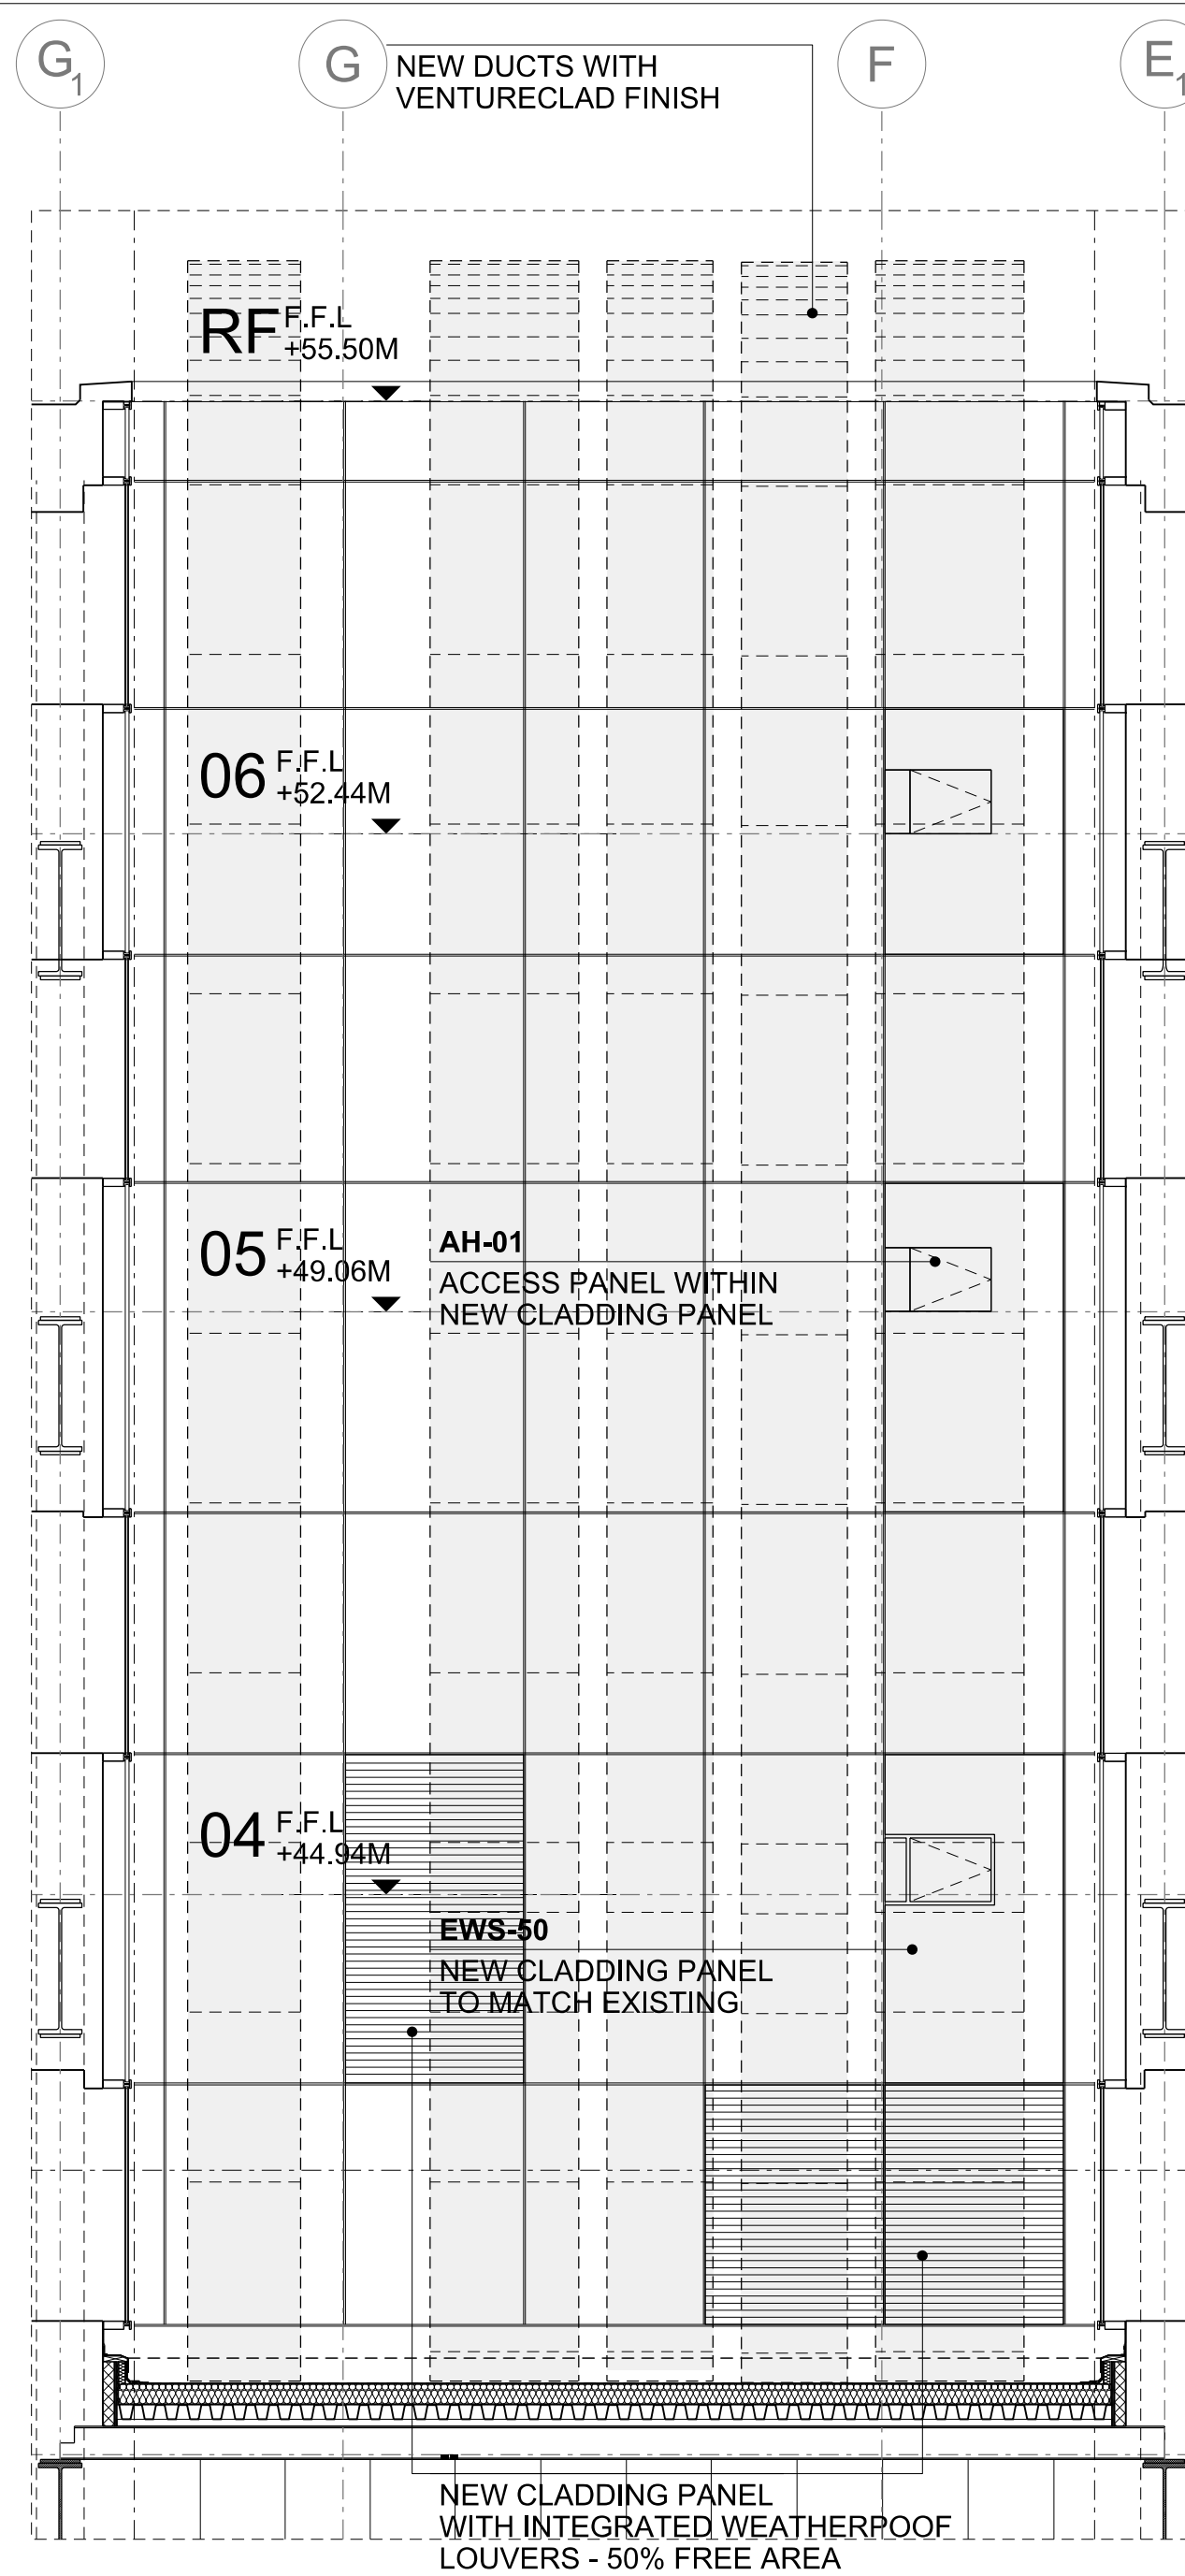 G1
G
F
E1
NEW DUCTS WITH
VENTURECLAD FINISH
RF F.F.L
+55.50M
06 F.F.L
+52.44M
05 F.F.L
+49.06M
AH-01
ACCESS PANEL WITHIN
NEW CLADDING PANEL
04 F.F.L
+44.94M
EWS-50
NEW CLADDING PANEL
TO MATCH EXISTING
NEW CLADDING PANEL
WITH INTEGRATED WEATHERPOOF
LOUVERS - 50% FREE AREA